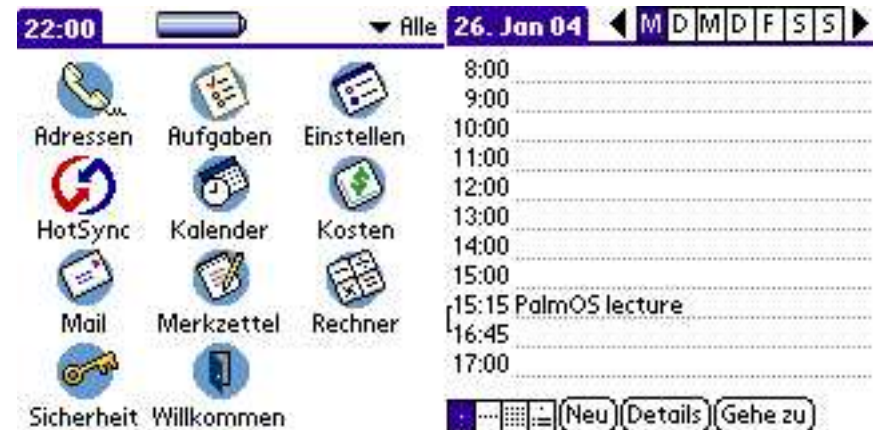 22:00 Alle
Adressen Aufgaben Einstellen
HotSync Kalender Kosten
Mail Merkzettel Rechner
Sicherheit Willkommen
26. Jan 04 M D M D F S S
8:00
9:00
10:00
11:00
12:00
13:00
14:00
15:00
15:15 PalmOS lecture
16:45
17:00
Neu Details Gehe zu